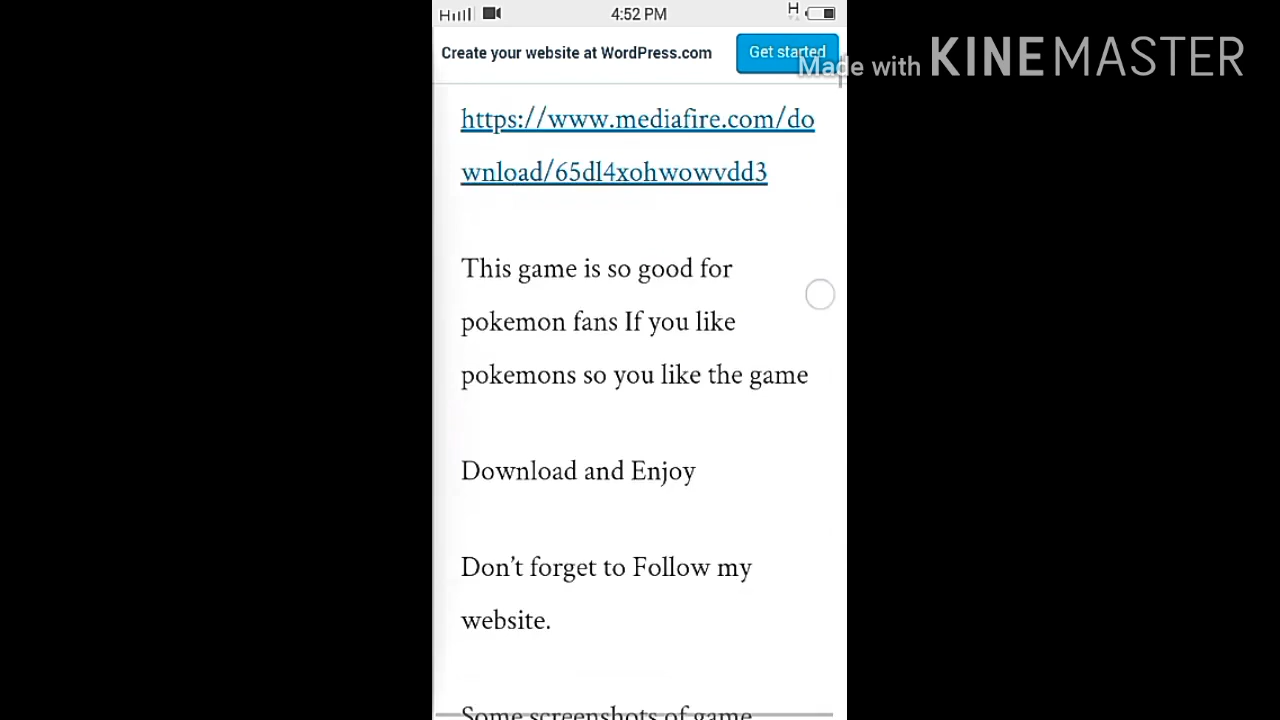 4:52 PM
H
Create your website at WordPress.com
Get started
Made with KINEMASTER
https://www.mediafire.com/do
wnload/65dl4xohwowvdd3
This game is so good for
pokemon fans If you like
pokemons so you like the game
Download and Enjoy
Don't forget to Follow my
website.
Some screenshots of game